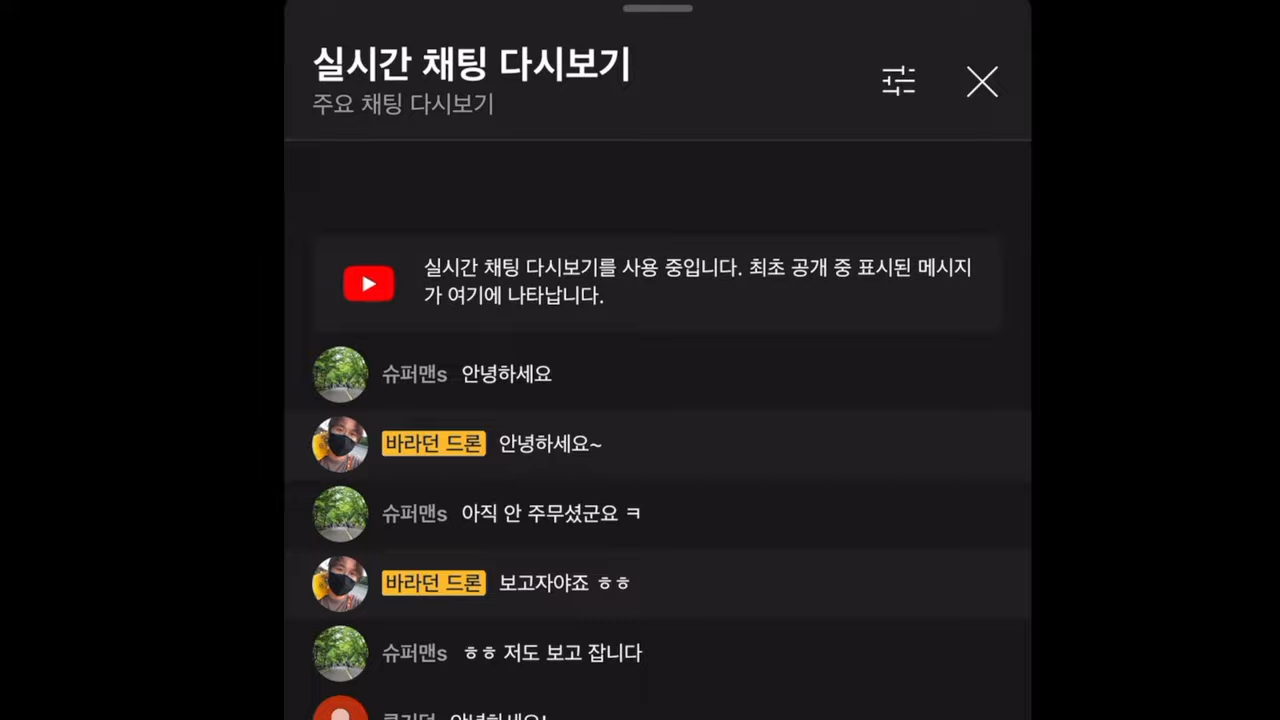 실시간 채팅 다시보기
주요 채팅 다시보기
실시간 채팅 다시보기를 사용 중입니다. 최초 공개 중 표시된 메시지
가 여기에 나타납니다.
슈퍼맨s 안녕하세요
바라던 드론 안녕하세요~
슈퍼맨s 아직 안 주무셨군요 ㅋ
바라던 드론 보고자야죠 ㅎㅎ
슈퍼맨s ㅎㅎ 저도 보고 잡니다
안녕하세요!